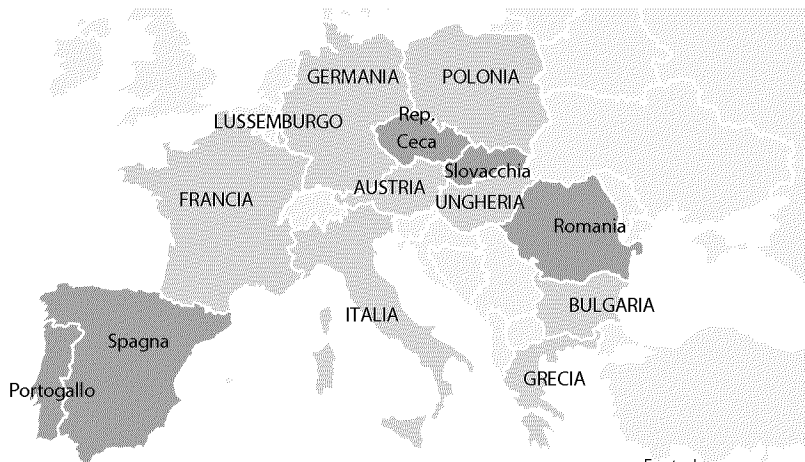 GERMANIA
POLONIA
LUSSEMBURGO
Rep.
Ceca
Slovacchia
AUSTRIA
FRANCIA
UNGHERIA
Romania
ITALIA
BULGARIA
Spagna
GRECIA
Portogallo